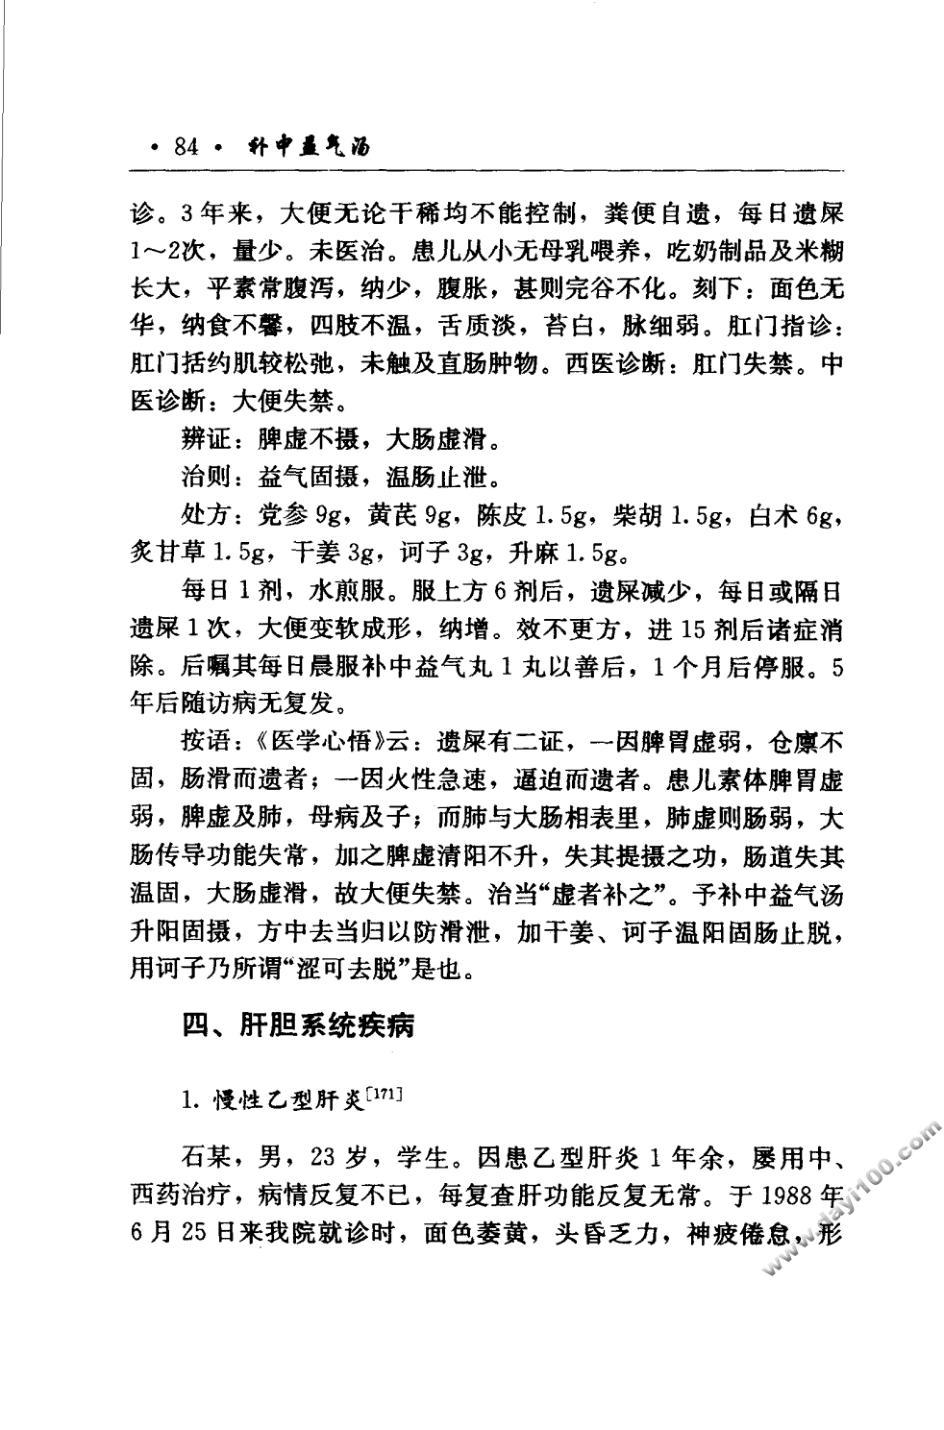 ·84· 补中益气汤
诊。3年来，大便无论干稀均不能控制，粪便自遗，每日遗屎
1～2次，量少。未医治。患儿从小无母乳喂养，吃奶制品及米糊
长大，平素常腹泻，纳少，腹胀，甚则完谷不化。刻下：面色无
华，纳食不馨，四肢不温，舌质淡，苔白，脉细弱。肛门指诊：
肛门括约肌较松弛，未触及直肠肿物。西医诊断：肛门失禁。中
医诊断：大便失禁。
辨证：脾虚不摄，大肠虚滑。
治则：益气固摄，温肠止泄。
处方：党参9g，黄芪9g，陈皮1.5g，柴胡1.5g，白术6g，
炙甘草1.5g，干姜3g，诃子3g，升麻1.5g。
每日1剂，水煎服。服上方6剂后，遗屎减少，每日或隔日
遗屎1次，大便变软成形，纳增。效不更方，进15剂后诸症消
除。后嘱其每日晨服补中益气丸1丸以善后，1个月后停服。5
年后随访病无复发。
按语：《医学心悟》云：遗屎有二证，一因脾胃虚弱，仓廪不
固，肠滑而遗者；一因火性急速，逼迫而遗者。患儿素体脾胃虚
弱，脾虚及肺，母病及子；而肺与大肠相表里，肺虚则肠弱，大
肠传导功能失常，加之脾虚清阳不升，失其提摄之功，肠道失其
温固，大肠虚滑，故大便失禁。治当“虚者补之”。予补中益气汤
升阳固摄，方中去当归以防滑泄，加干姜、诃子温阳固肠止脱，
用诃子乃所谓“涩可去脱”是也。
四、肝胆系统疾病
1. 慢性乙型肝炎[171]
石某，男，23岁，学生。因患乙型肝炎1年余，屡用中、
西药治疗，病情反复不已，每复查肝功能反复无常。于1988年
6月25日来我院就诊时，面色萎黄，头昏乏力，神疲倦怠，形
www.dayi100.com